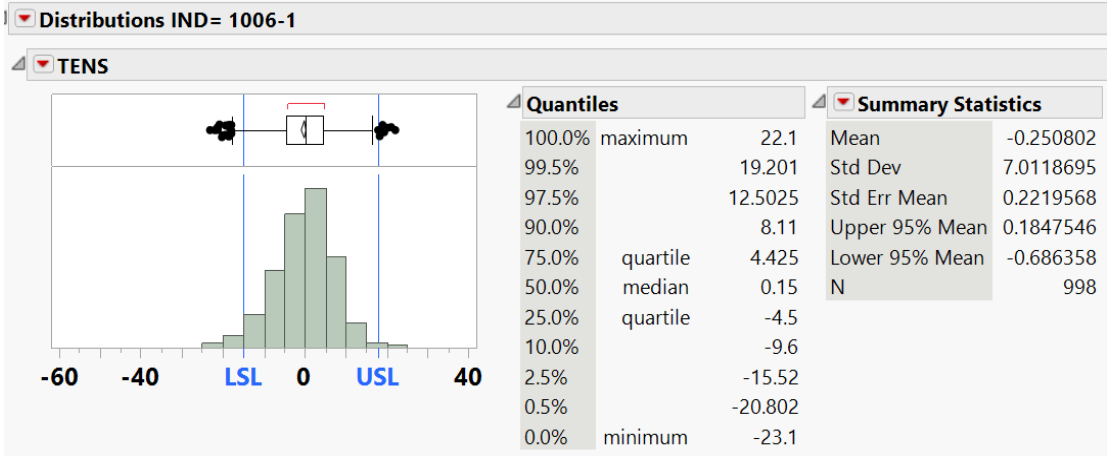 Distributions IND= 1006-1
TENS
-60 -40 LSL 0 USL 40
Quantiles
100.0% maximum 22.1
99.5% 19.201
97.5% 12.5025
90.0% 8.11
75.0% quartile 4.425
50.0% median 0.15
25.0% quartile -4.5
10.0% -9.6
2.5% -15.52
0.5% -20.802
0.0% minimum -23.1
Summary Statistics
Mean -0.250802
Std Dev 7.0118695
Std Err Mean 0.2219568
Upper 95% Mean 0.1847546
Lower 95% Mean -0.686358
N 998